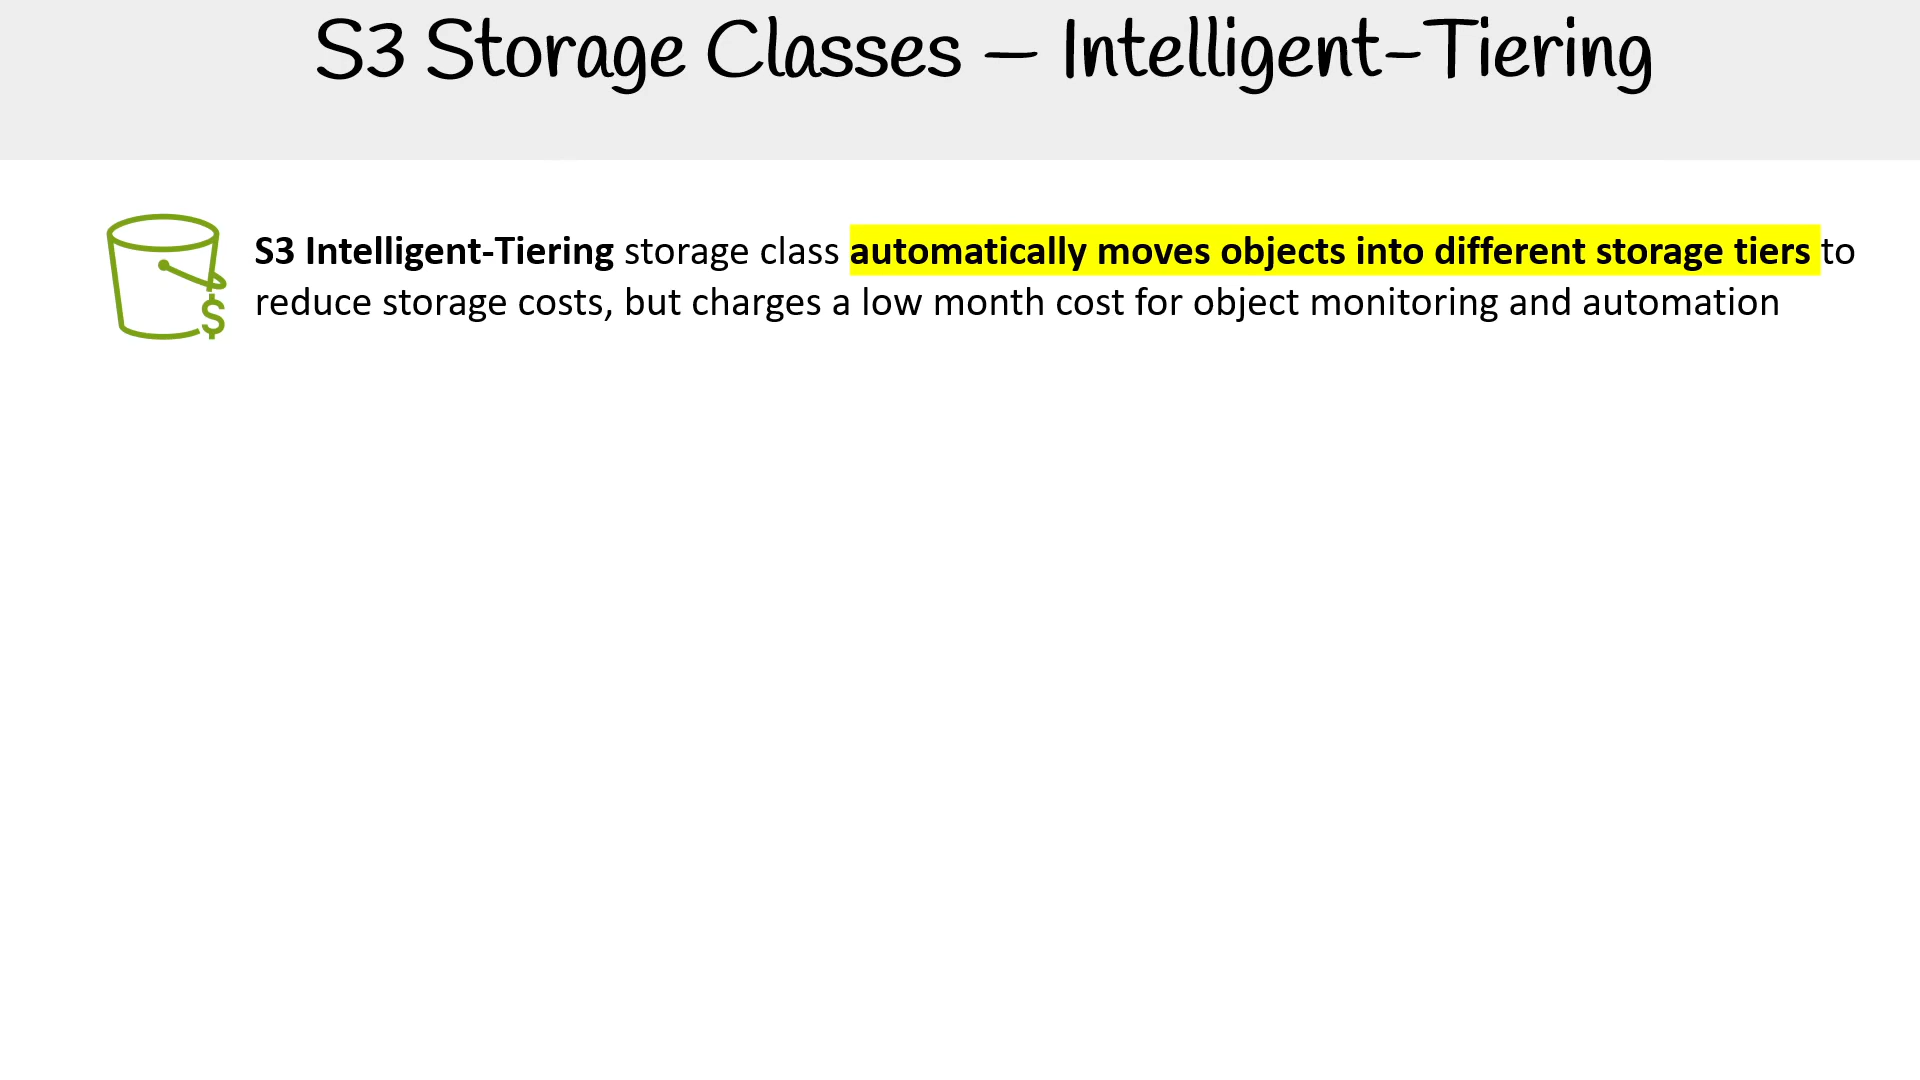 S3 Storage Classes – Intelligent-Tiering
S3 Intelligent-Tiering storage class automatically moves objects into different storage tiers to
reduce storage costs, but charges a low month cost for object monitoring and automation
$